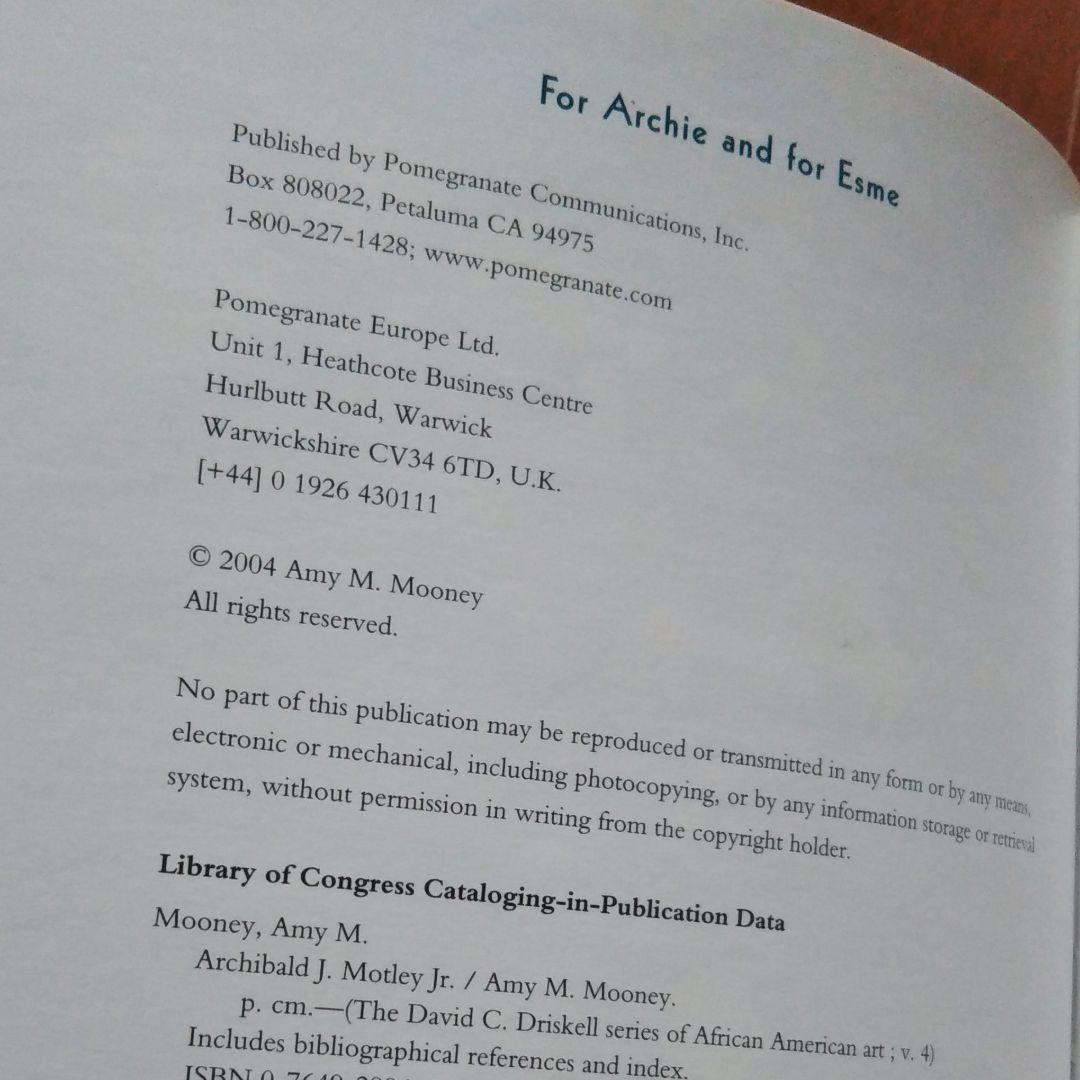 For Archie and for Esme
Published by Pomegranate Communications, Inc.
Box 808022, Petaluma CA 94975
1-800-227-1428; www.pomegranate.com
Pomegranate Europe Ltd.
Unit 1, Heathcote Business Centre
Hurlbutt Road, Warwick
Warwickshire CV34 6TD, U.K.
[+44] 0 1926 430111
© 2004 Amy M. Mooney
All rights reserved.
No part of this publication may be reproduced or transmitted in any form or by any means,
electronic or mechanical, including photocopying, or by any information storage or retrieval
system, without permission in writing from the copyright holder.
Library of Congress Cataloging-in-Publication Data
Mooney, Amy M.
Archibald J. Motley Jr. / Amy M. Mooney.
p. cm.—(The David C. Driskell series of African American art ; v. 4)
Includes bibliographical references and index.
ISBN